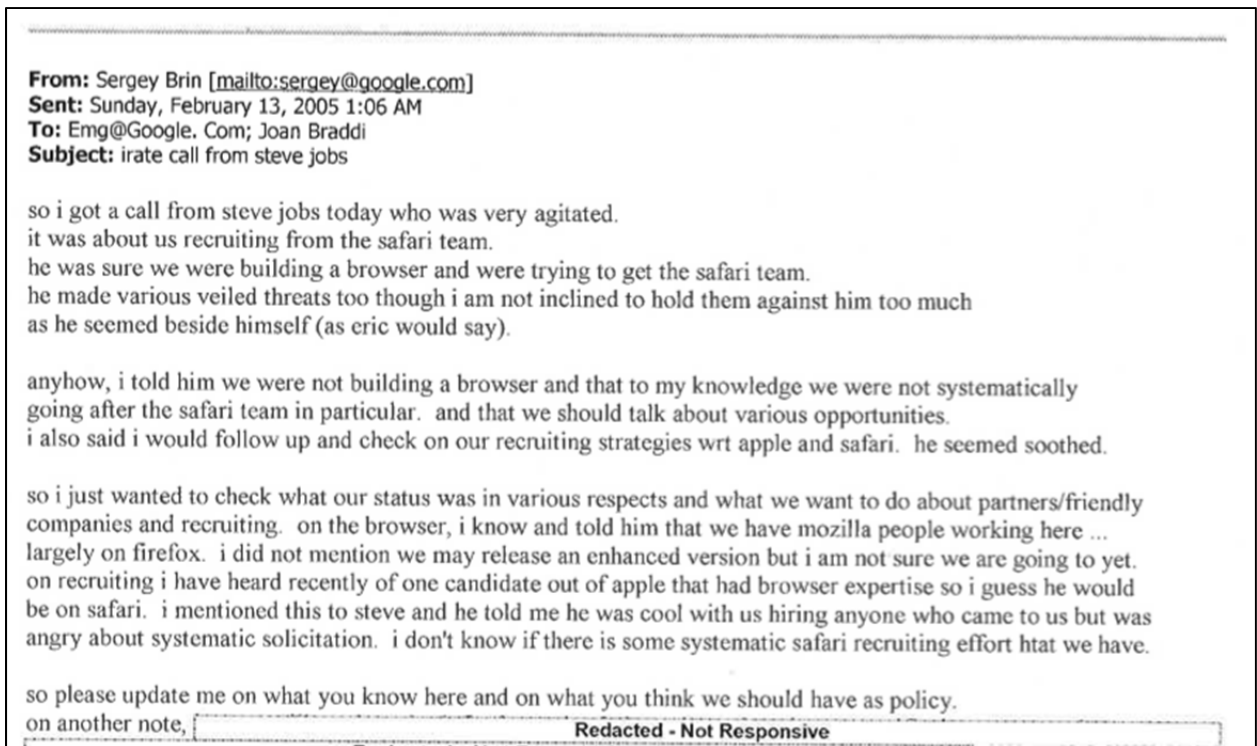 From: Sergey Brin [mailto:sergey@google.com]
Sent: Sunday, February 13, 2005 1:06 AM
To: Emg@Google. Com; Joan Braddi
Subject: irate call from steve jobs
so i got a call from steve jobs today who was very agitated.
it was about us recruiting from the safari team.
he was sure we were building a browser and were trying to get the safari team.
he made various veiled threats too though i am not inclined to hold them against him too much
as he seemed beside himself (as eric would say).
anyhow, i told him we were not building a browser and that to my knowledge we were not systematically
going after the safari team in particular.  and that we should talk about various opportunities.
i also said i would follow up and check on our recruiting strategies wrt apple and safari.  he seemed soothed.
so i just wanted to check what our status was in various respects and what we want to do about partners/friendly
companies and recruiting.  on the browser, i know and told him that we have mozilla people working here ...
largely on firefox.  i did not mention we may release an enhanced version but i am not sure we are going to yet.
on recruiting i have heard recently of one candidate out of apple that had browser expertise so i guess he would
be on safari.  i mentioned this to steve and he told me he was cool with us hiring anyone who came to us but was
angry about systematic solicitation.  i don't know if there is some systematic safari recruiting effort htat we have.
so please update me on what you know here and on what you think we should have as policy.
on another note, Redacted - Not Responsive